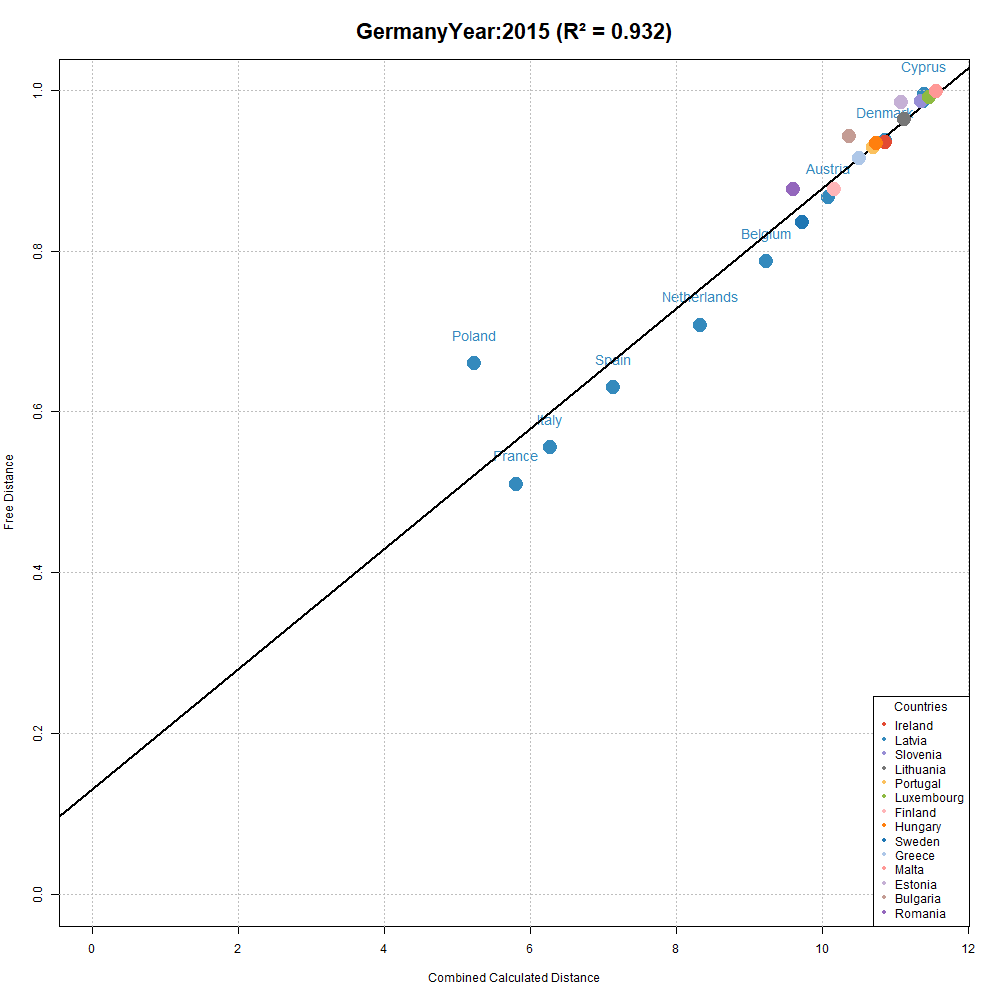 GermanyYear:2015 (R² = 0.932)
Cyprus
Denmark
Austria
Belgium
Netherlands
Poland
Spain
Italy
France
Free Distance
1.0
0.8
0.6
0.4
0.2
0.0
0 2 4 6 8 10 12
Combined Calculated Distance
Countries
Ireland
Latvia
Slovenia
Lithuania
Portugal
Luxembourg
Finland
Hungary
Sweden
Greece
Malta
Estonia
Bulgaria
Romania